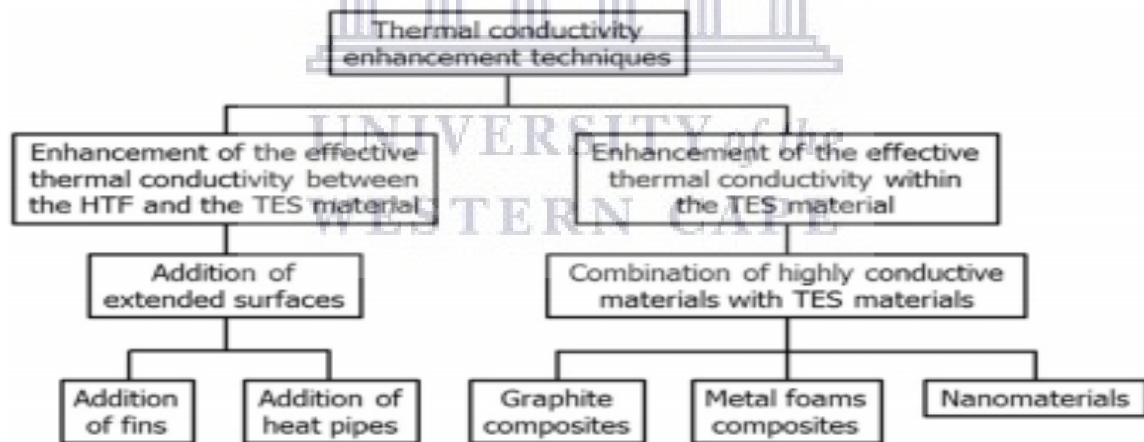 Thermal conductivity
enhancement techniques
UNIVERSITY of the
WESTERN CAPE
Enhancement of the effective
thermal conductivity between
the HTF and the TES material
Enhancement of the effective
thermal conductivity within
the TES material
Addition of
extended surfaces
Combination of highly conductive
materials with TES materials
Addition
of fins
Addition of
heat pipes
Graphite
composites
Metal foams
composites
Nanomaterials